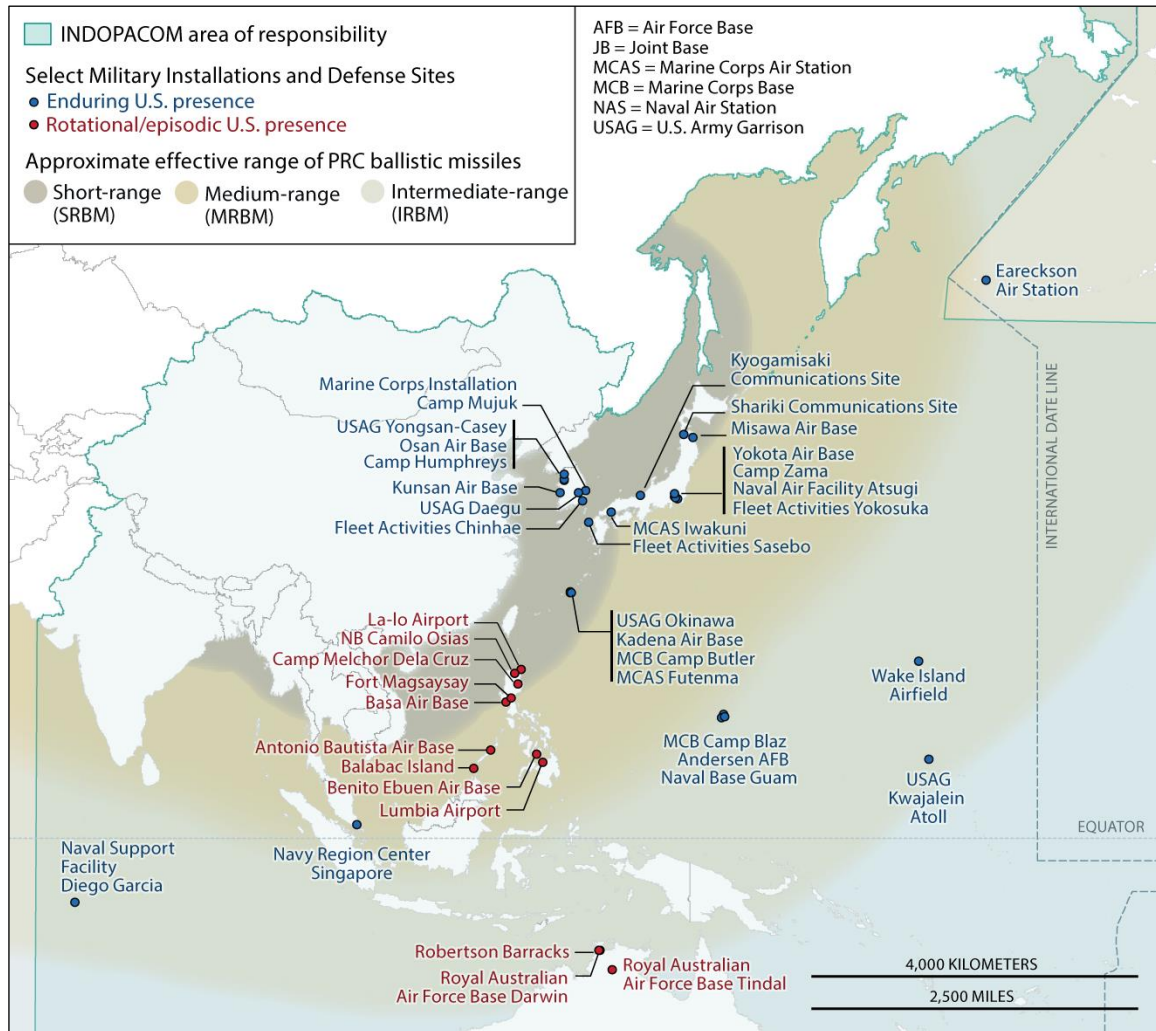 INDOPACOM area of responsibility
Select Military Installations and Defense Sites
Enduring U.S. presence
Rotational/episodic U.S. presence
Approximate effective range of PRC ballistic missiles
Short-range
(SRBM)
Medium-range
(MRBM)
Intermediate-range
(IRBM)
AFB = Air Force Base
JB = Joint Base
MCAS = Marine Corps Air Station
MCB = Marine Corps Base
NAS = Naval Air Station
USAG = U.S. Army Garrison
Eareckson
Air Station
INTERNATIONAL DATE LINE
Kyogamisaki
Communications Site
Shariki Communications Site
Misawa Air Base
Yokota Air Base
Camp Zama
Naval Air Facility Atsugi
Fleet Activities Yokosuka
MCAS Iwakuni
Fleet Activities Sasebo
Marine Corps Installation
Camp Mujuk
USAG Yongsan-Casey
Osan Air Base
Camp Humphreys
Kunsan Air Base
USAG Daegu
Fleet Activities Chinhae
USAG Okinawa
Kadena Air Base
MCB Camp Butler
MCAS Futenma
La-lo Airport
NB Camilo Osias
Camp Melchor Dela Cruz
Fort Magsaysay
Basa Air Base
Antonio Bautista Air Base
Balabac Island
Benito Ebuen Air Base
Lumbia Airport
Wake Island
Airfield
MCB Camp Blaz
Andersen AFB
Naval Base Guam
USAG
Kwajalein
Atoll
EQUATOR
Naval Support
Facility
Diego Garcia
Navy Region Center
Singapore
Robertson Barracks
Royal Australian
Air Force Base Darwin
Royal Australian
Air Force Base Tindal
4,000 KILOMETERS
2,500 MILES